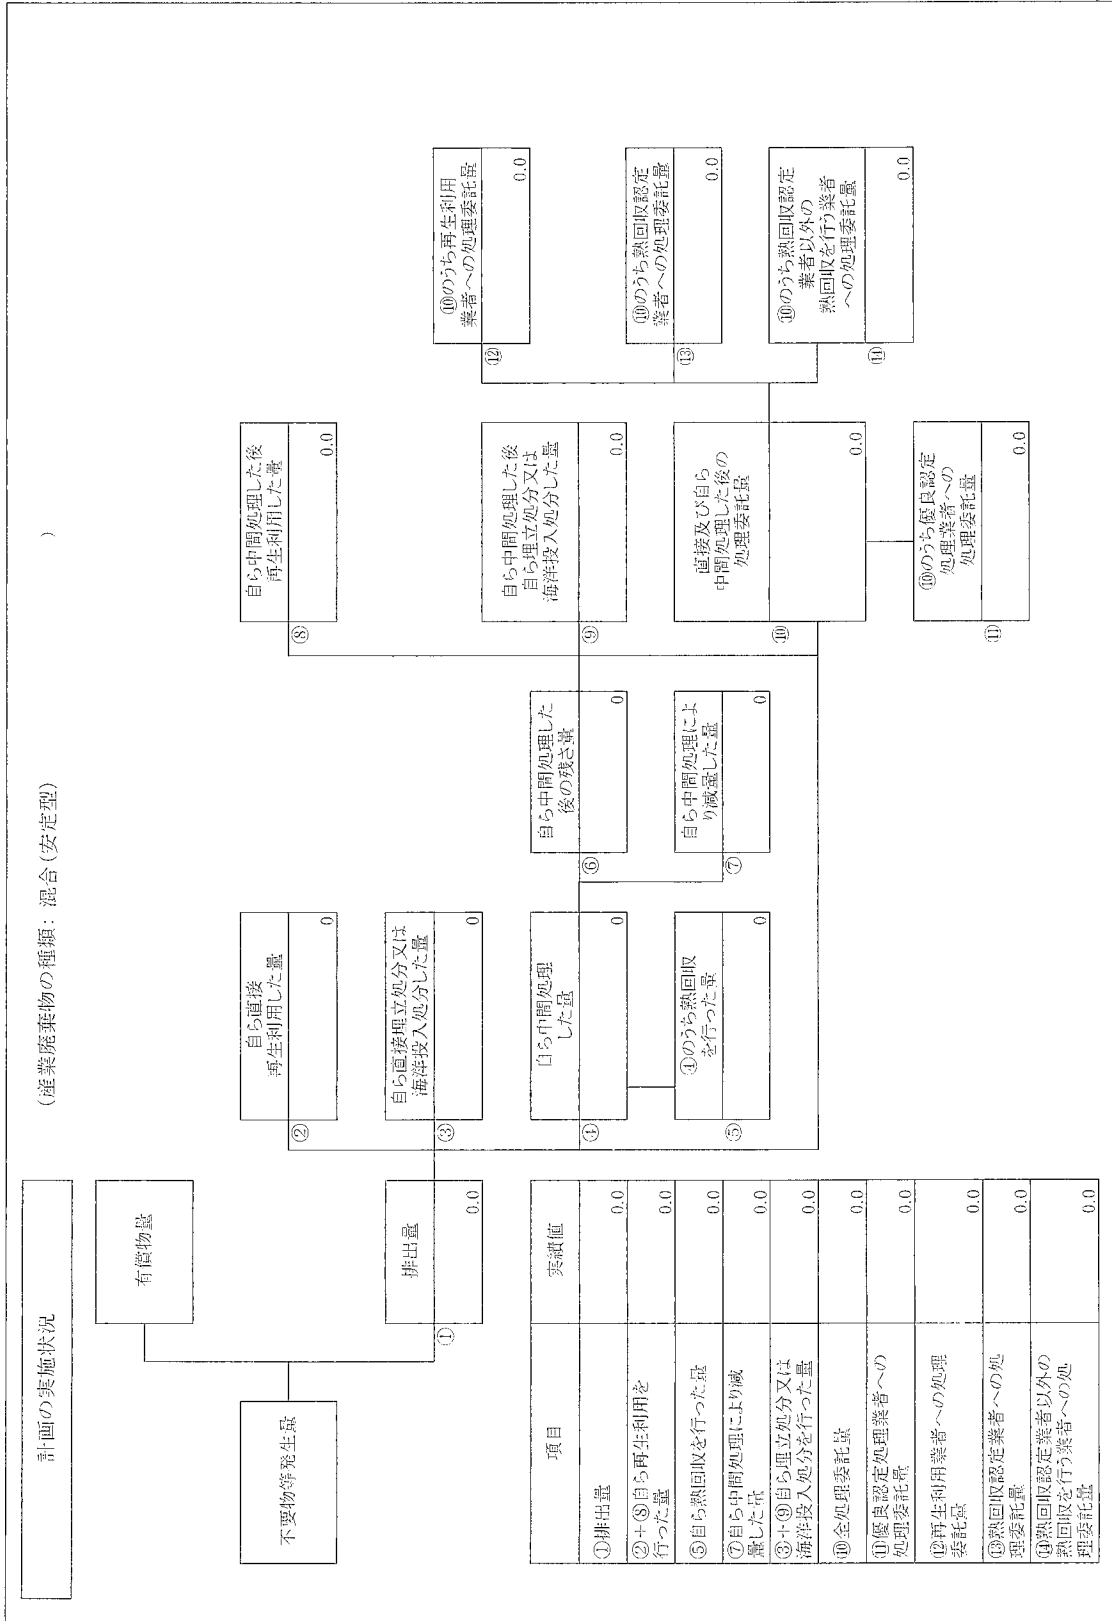 計画の実施状況
(産業廃棄物の種類: 混合(安定型)
)
不要物等発生量
有償物量
①
排出量
0.0
②
自ら直接
再生利用した量
0
③
自ら直接埋立処分又は
海洋投入処分した量
0
④
自ら中間処理
した量
0
⑤
④のうち熱回収
を行った量
0
⑥
自ら中間処理した
後の残さ量
0
⑦
自ら中間処理によ
り減量した量
0
⑧
自ら中間処理した後
再生利用した量
0.0
⑨
自ら中間処理した後
自ら埋立処分又は
海洋投入処分した量
0.0
⑩
直接及び自ら
中間処理した後の
処理委託量
0.0
⑪
⑩のうち優良認定
処理業者への
処理委託量
0.0
⑫
⑩のうち再生利用
業者への処理委託量
0.0
⑬
⑩のうち熱回収認定
業者への処理委託量
0.0
⑭
⑩のうち熱回収認定
業者以外の
熱回収を行う業者
への処理委託量
0.0
項目
実績値
①排出量
0.0
②+⑧自ら再生利用を
行った量
0.0
⑤自ら熱回収を行った量
0.0
⑦自ら中間処理により減
量した量
0.0
③+⑨自ら埋立処分又は
海洋投入処分を行った量
0.0
⑩全処理委託量
0.0
⑪優良認定処理業者への
処理委託量
0.0
⑫再生利用業者への処理
委託量
0.0
⑬熱回収認定業者への処
理委託量
0.0
⑭熱回収認定業者以外の
熱回収を行う業者への処
理委託量
0.0